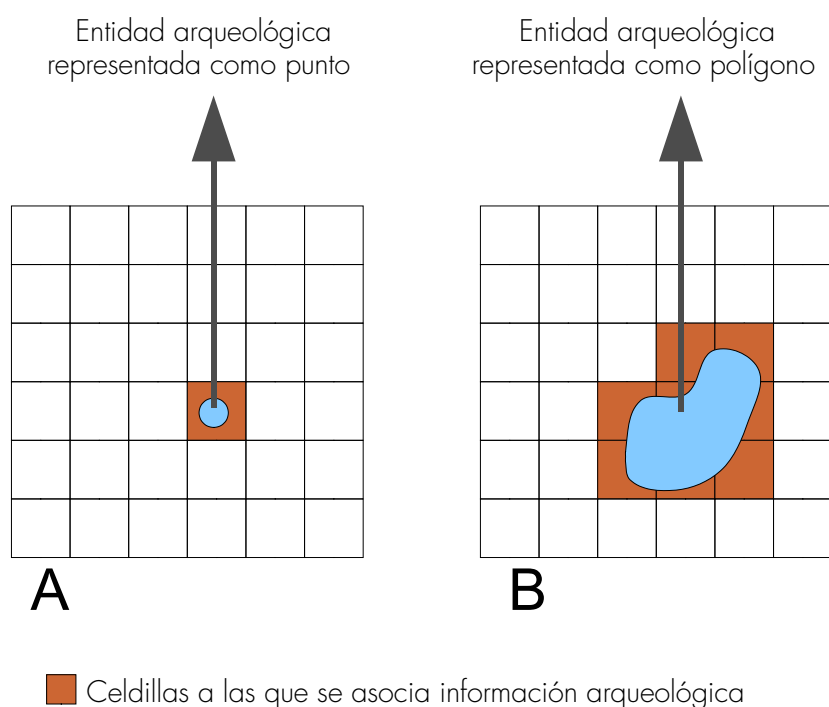 Entidad arqueológica
representada como punto
Entidad arqueológica
representada como polígono
A
B
Celdillas a las que se asocia información arqueológica